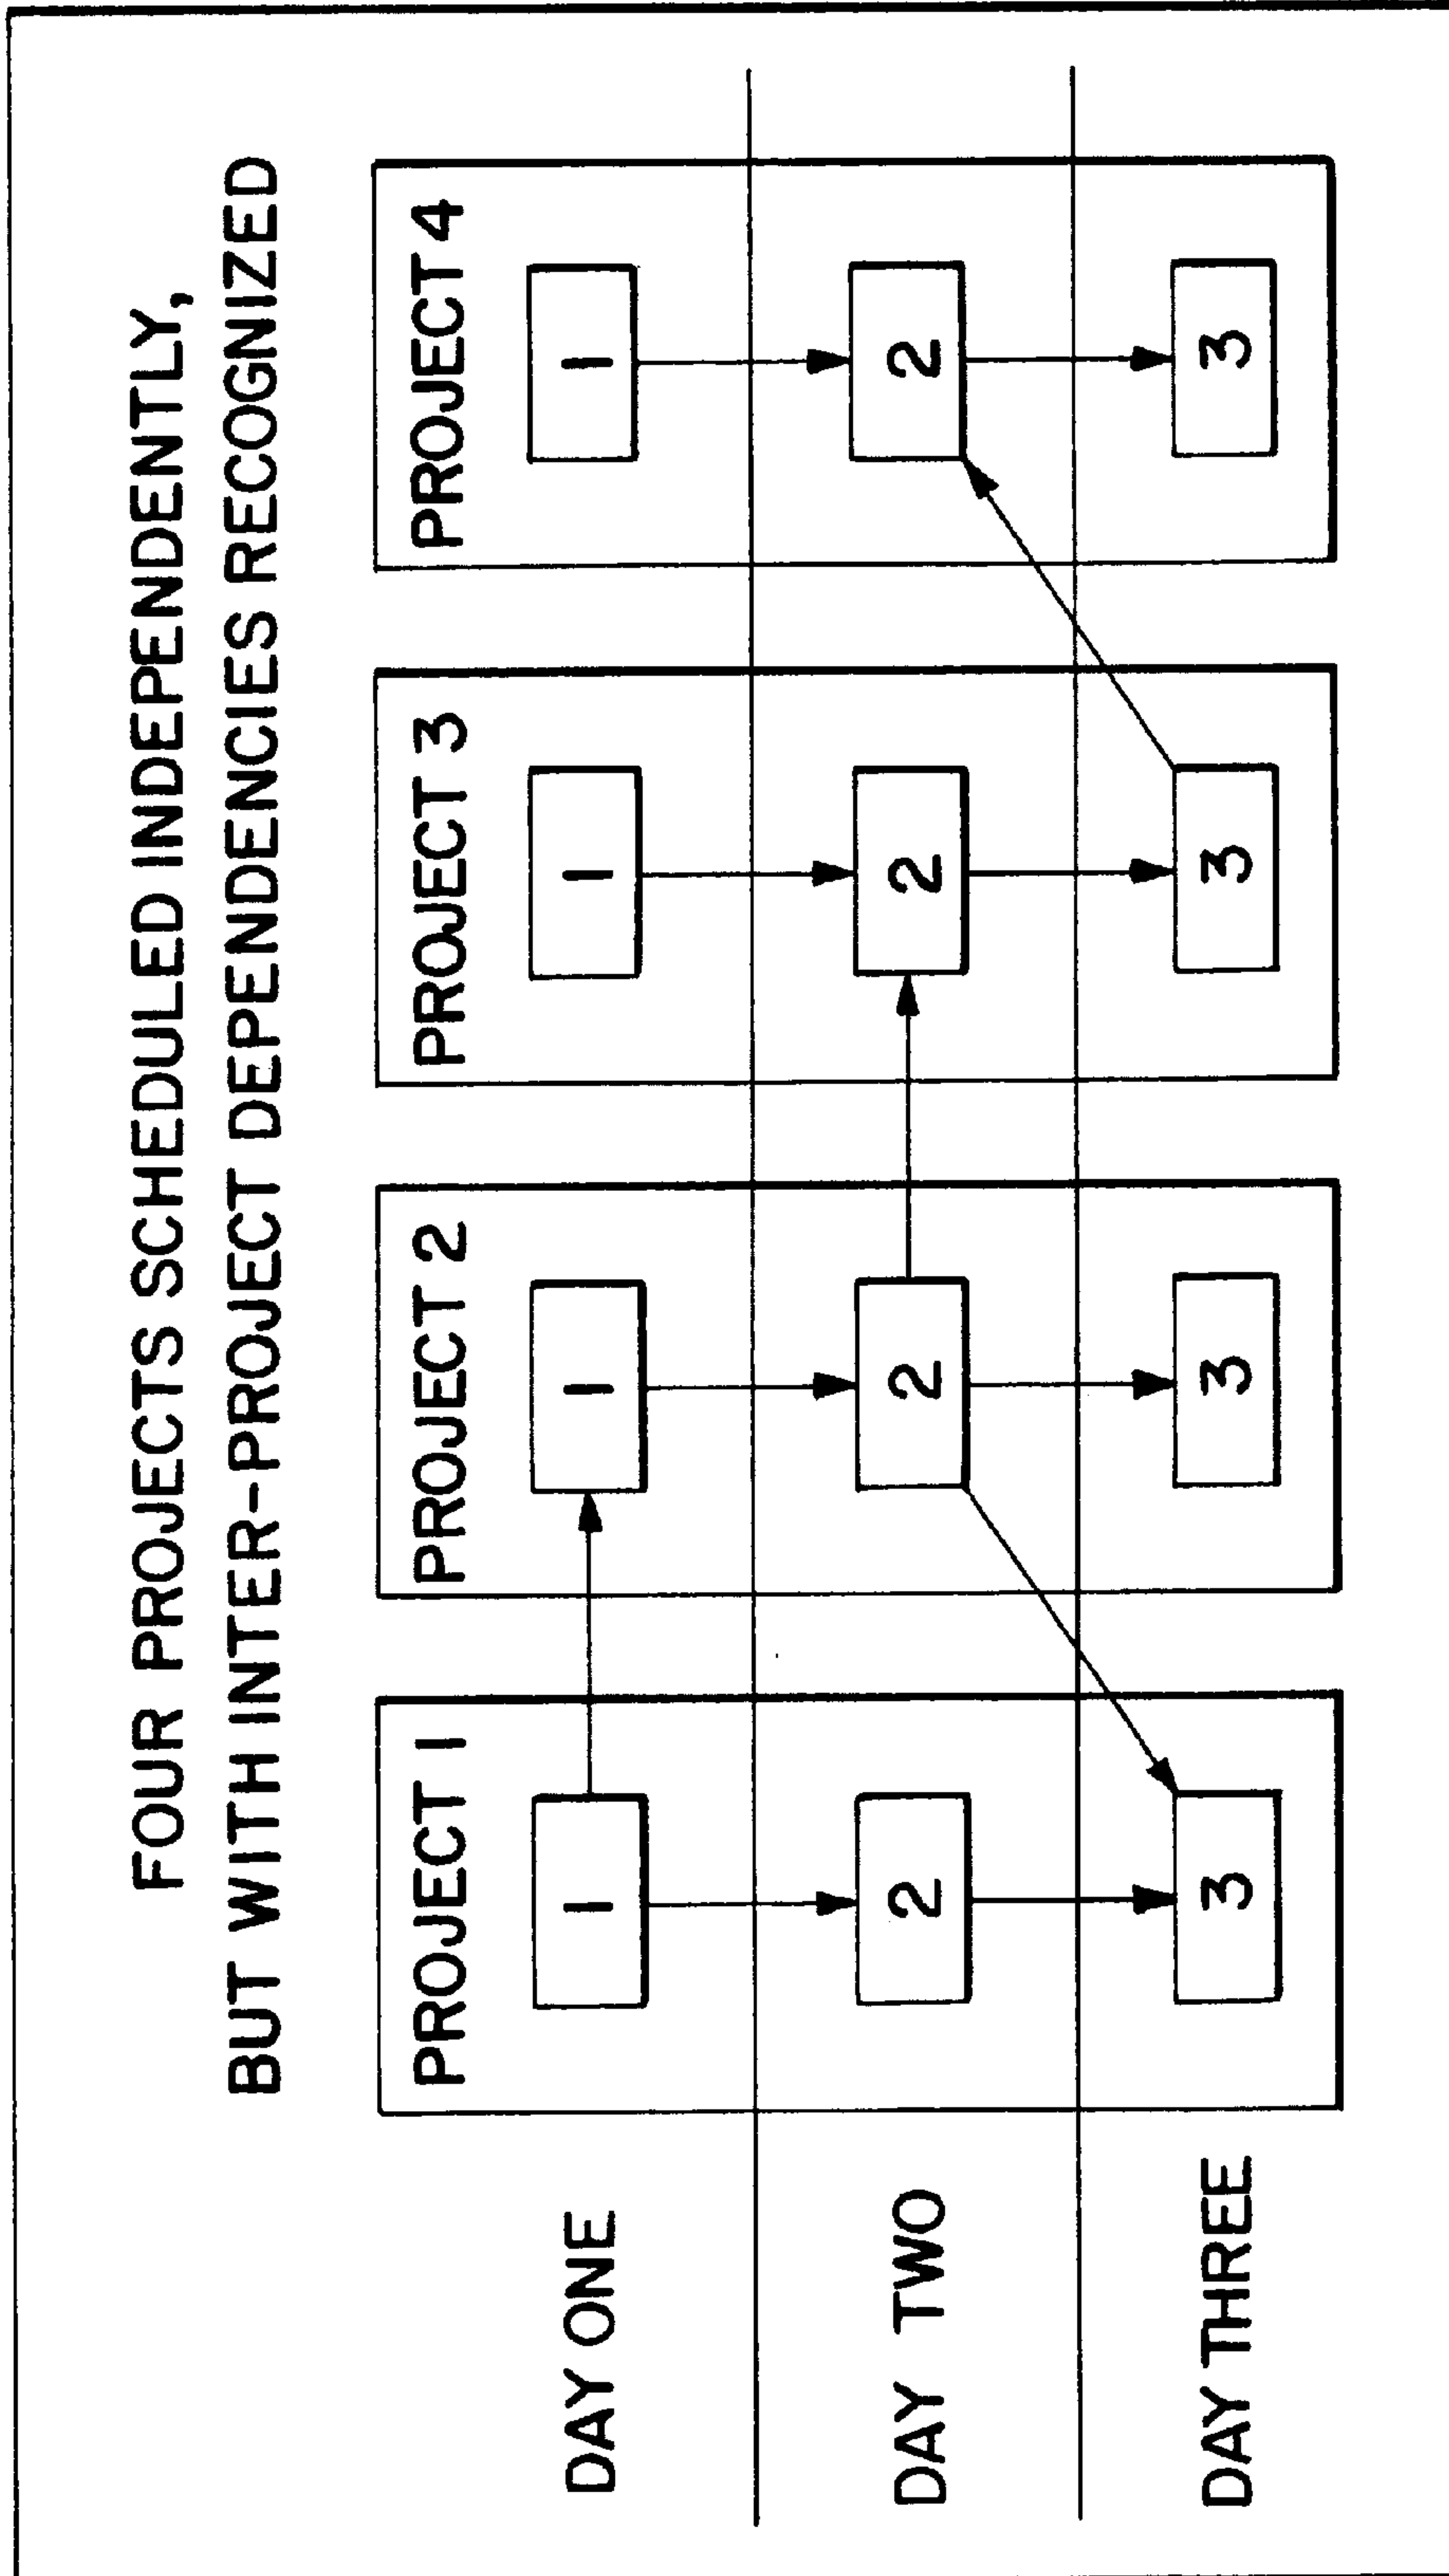 FOUR PROJECTS SCHEDULED INDEPENDENTLY,
BUT WITH INTER-PROJECT DEPENDENCIES RECOGNIZED
PROJECT 1 PROJECT 2 PROJECT 3 PROJECT 4
DAY ONE 1 1 1 1
DAY TWO 2 2 2 2
DAY THREE 3 3 3 3